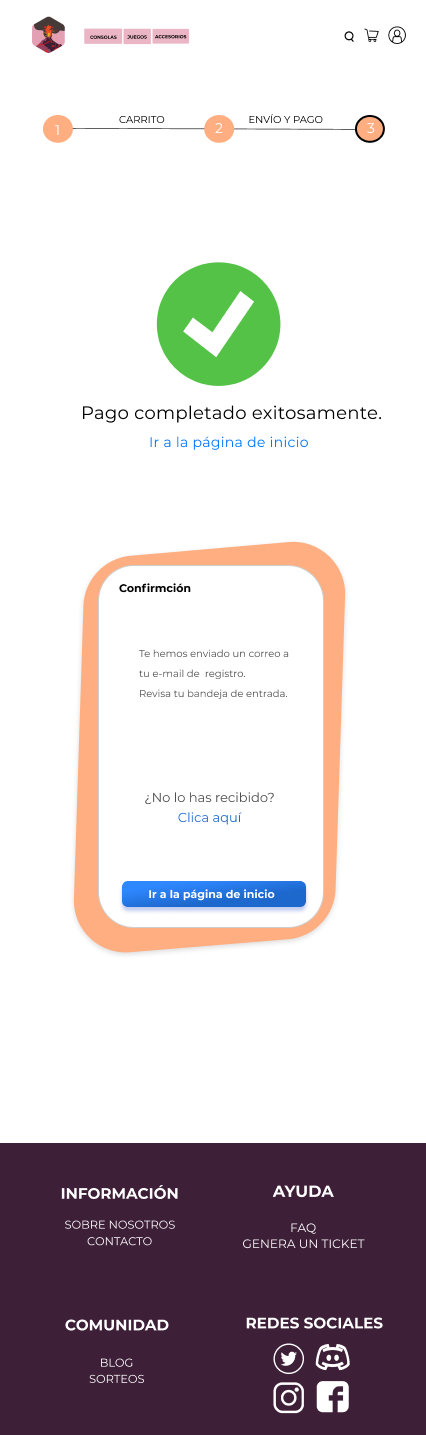 CONSOLAS JUEGOS ACCESORIOS
CARRITO ENVÍO Y PAGO
1 2 3
Pago completado exitosamente.
Ir a la página de inicio
Confirmción
Te hemos enviado un correo a
tu e-mail de registro.
Revisa tu bandeja de entrada.
¿No lo has recibido?
Clica aquí
Ir a la página de inicio
INFORMACIÓN
SOBRE NOSOTROS
CONTACTO
AYUDA
FAQ
GENERA UN TICKET
COMUNIDAD
BLOG
SORTEOS
REDES SOCIALES